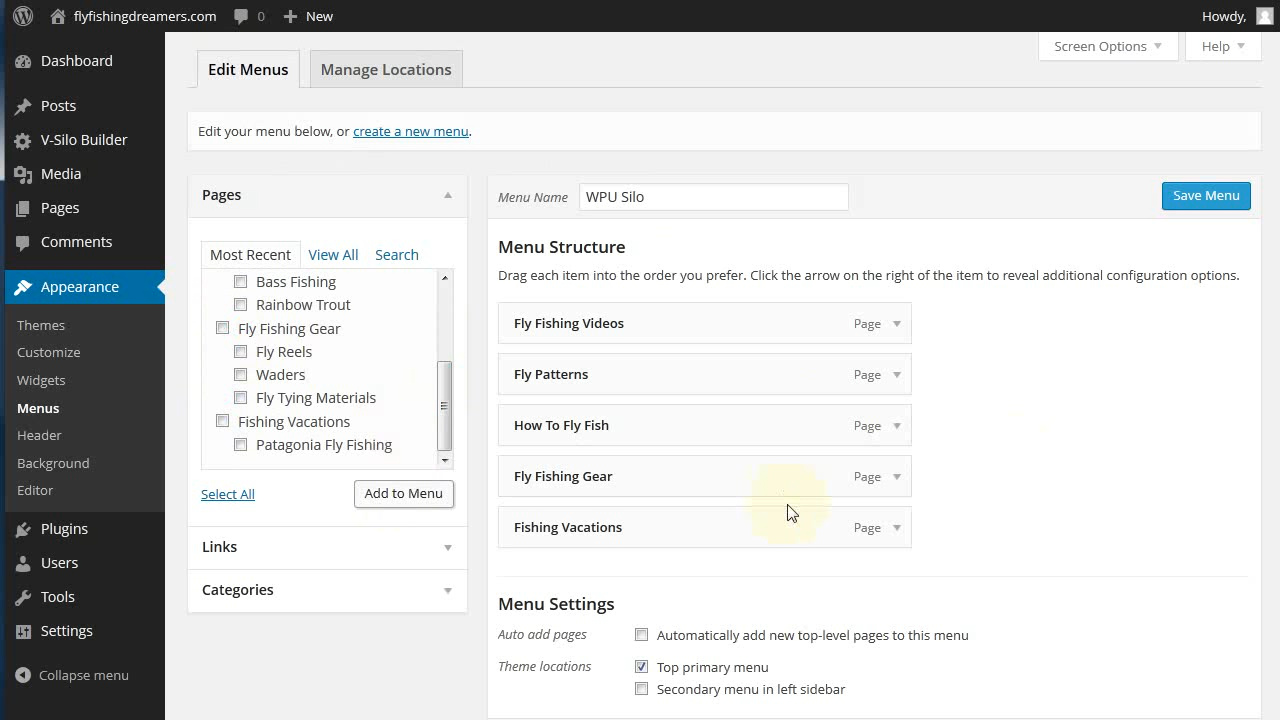 flyfishingdreamers.com 0 New Howdy,
Dashboard
Posts
V-Silo Builder
Media
Pages
Comments
Appearance
Themes
Customize
Widgets
Menus
Header
Background
Editor
Plugins
Users
Tools
Settings
Collapse menu
Screen Options Help
Edit Menus Manage Locations
Edit your menu below, or create a new menu.
Pages
Most Recent View All Search
Bass Fishing
Rainbow Trout
Fly Fishing Gear
Fly Reels
Waders
Fly Tying Materials
Fishing Vacations
Patagonia Fly Fishing
Select All Add to Menu
Links
Categories
Menu Name WPU Silo Save Menu
Menu Structure
Drag each item into the order you prefer. Click the arrow on the right of the item to reveal additional configuration options.
Fly Fishing Videos Page
Fly Patterns Page
How To Fly Fish Page
Fly Fishing Gear Page
Fishing Vacations Page
Menu Settings
Auto add pages Automatically add new top-level pages to this menu
Theme locations Top primary menu
Secondary menu in left sidebar